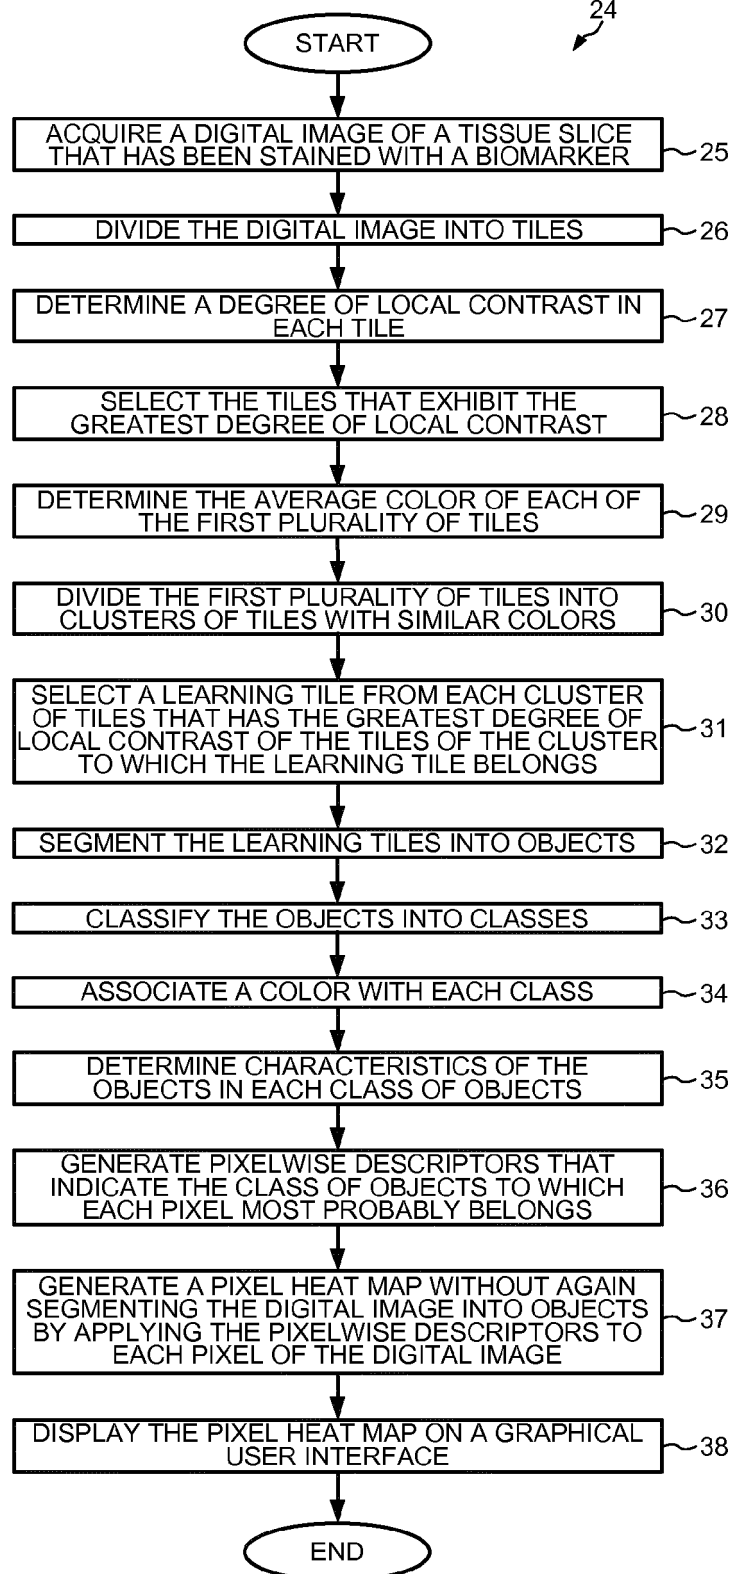 24
START
ACQUIRE A DIGITAL IMAGE OF A TISSUE SLICE
THAT HAS BEEN STAINED WITH A BIOMARKER
25
DIVIDE THE DIGITAL IMAGE INTO TILES
26
DETERMINE A DEGREE OF LOCAL CONTRAST IN
EACH TILE
27
SELECT THE TILES THAT EXHIBIT THE
GREATEST DEGREE OF LOCAL CONTRAST
28
DETERMINE THE AVERAGE COLOR OF EACH OF
THE FIRST PLURALITY OF TILES
29
DIVIDE THE FIRST PLURALITY OF TILES INTO
CLUSTERS OF TILES WITH SIMILAR COLORS
30
SELECT A LEARNING TILE FROM EACH CLUSTER
OF TILES THAT HAS THE GREATEST DEGREE OF
LOCAL CONTRAST OF THE TILES OF THE CLUSTER
TO WHICH THE LEARNING TILE BELONGS
31
SEGMENT THE LEARNING TILES INTO OBJECTS
32
CLASSIFY THE OBJECTS INTO CLASSES
33
ASSOCIATE A COLOR WITH EACH CLASS
34
DETERMINE CHARACTERISTICS OF THE
OBJECTS IN EACH CLASS OF OBJECTS
35
GENERATE PIXELWISE DESCRIPTORS THAT
INDICATE THE CLASS OF OBJECTS TO WHICH
EACH PIXEL MOST PROBABLY BELONGS
36
GENERATE A PIXEL HEAT MAP WITHOUT AGAIN
SEGMENTING THE DIGITAL IMAGE INTO OBJECTS
BY APPLYING THE PIXELWISE DESCRIPTORS TO
EACH PIXEL OF THE DIGITAL IMAGE
37
DISPLAY THE PIXEL HEAT MAP ON A GRAPHICAL
USER INTERFACE
38
END